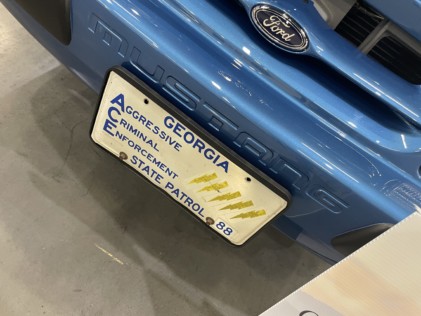 Ford
MUSTANG
GEORGIA
AGGRESSIVE
CRIMINAL
ENFORCEMENT
STATE PATROL 88